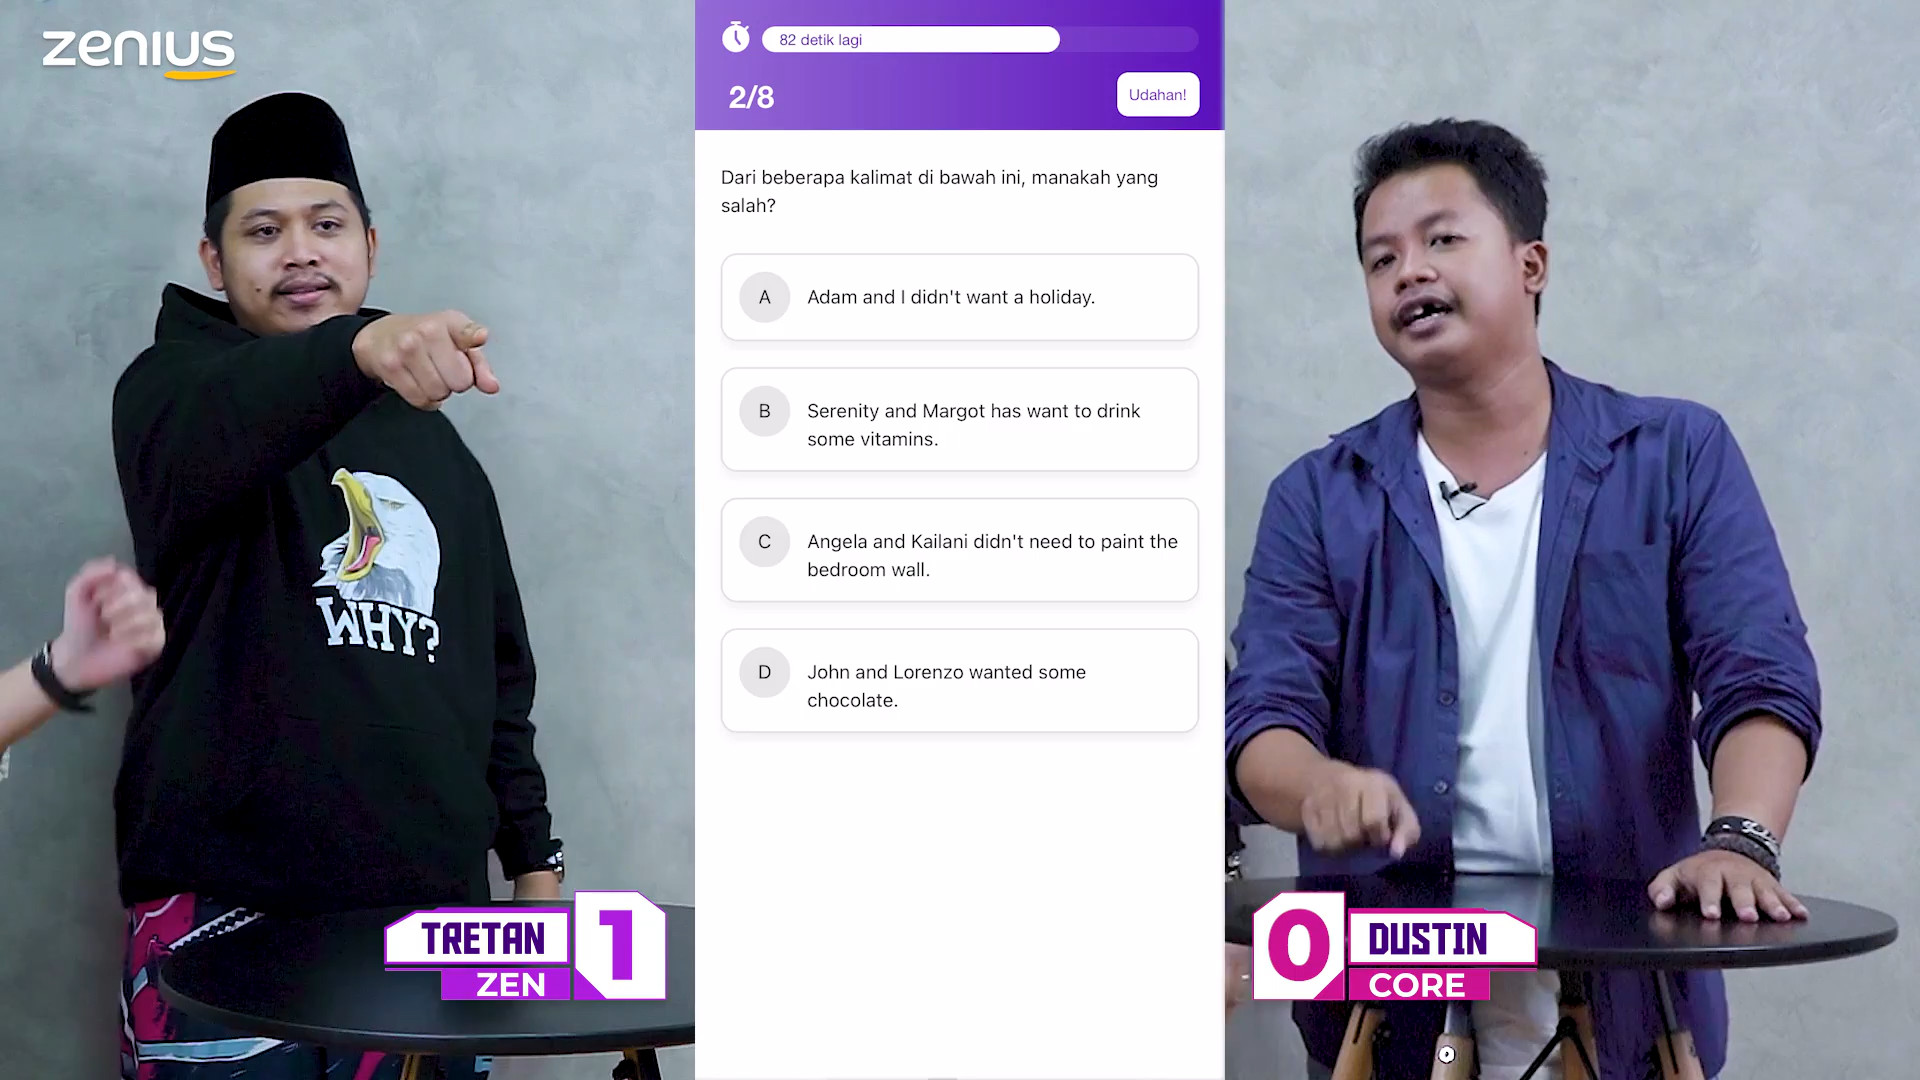 zenius
82 detik lagi
2/8
Udahan!
Dari beberapa kalimat di bawah ini, manakah yang
salah?
A
Adam and I didn't want a holiday.
B
Serenity and Margot has want to drink
some vitamins.
C
Angela and Kailani didn't need to paint the
bedroom wall.
D
John and Lorenzo wanted some
chocolate.
WHY?
TRETAN
ZEN
1
0
DUSTIN
CORE